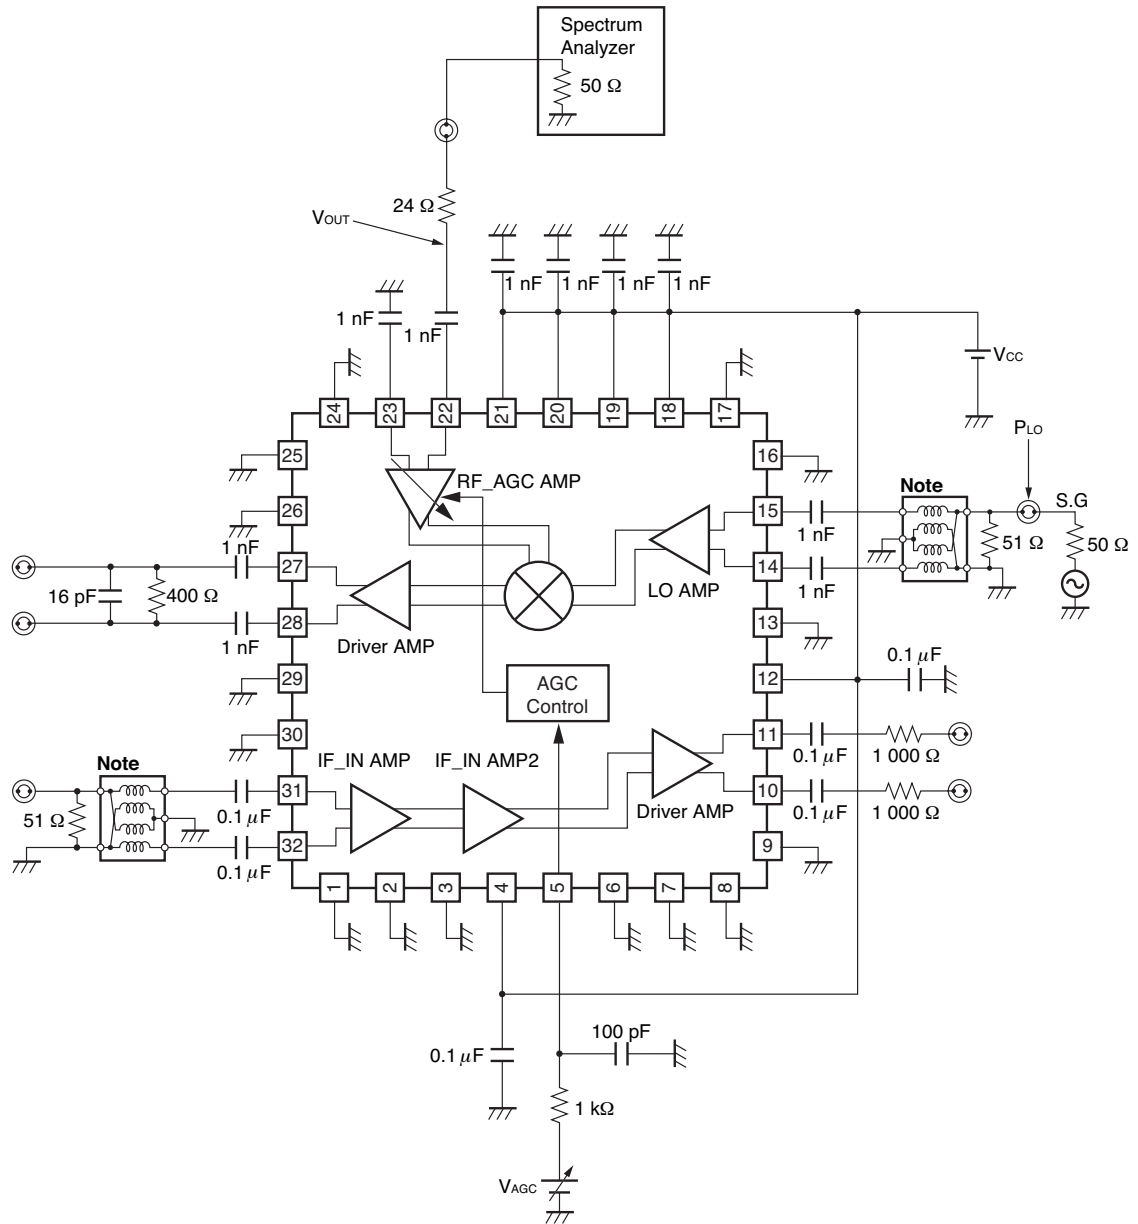 Spectrum
Analyzer
50 Ω
24 Ω
VOUT
1 nF
1 nF
1 nF
1 nF
1 nF
1 nF
VCC
24
23
22
21
20
19
18
17
PLO
25
16
RF_AGC AMP
Note
S.G
26
15
1 nF
1 nF
51 Ω
50 Ω
27
14
16 pF
400 Ω
LO AMP
1 nF
28
13
1 nF
Driver AMP
0.1 µF
29
12
AGC
Control
30
11
0.1 µF
1 000 Ω
Note
IF_IN AMP
IF_IN AMP2
31
10
51 Ω
0.1 µF
Driver AMP
0.1 µF
1 000 Ω
32
9
0.1 µF
1
2
3
4
5
6
7
8
100 pF
0.1 µF
1 kΩ
VAGC